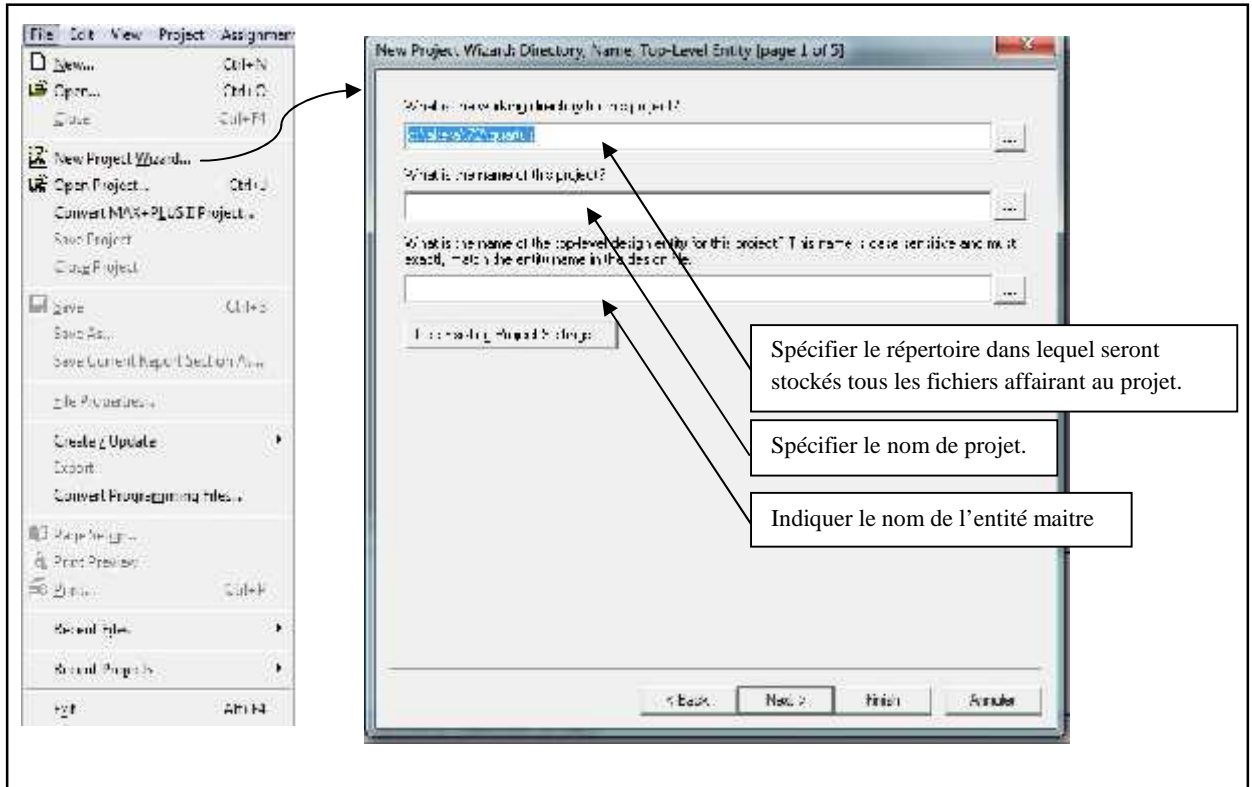 File Edit View Project Assignmen
New... Ctrl+N
Open... Ctrl+O
Close Ctrl+F4
New Project Wizard...
Open Project... Ctrl+J
Convert MAX+PLUS II Project...
Save Project
Close Project
Save Ctrl+S
Save As...
Save Current Report Section As...
File Properties...
Create / Update
Export...
Convert Programming Files...
Page Setup...
Print Preview
Print... Ctrl+P
Recent Files
Recent Projects
Exit Alt+F4
New Project Wizard: Directory, Name, Top-Level Entity [page 1 of 5]
What is the working directory for this project?
...
What is the name of this project?
...
What is the name of the top-level design entity for this project? This name is case sensitive and must
exactly match the entity name in the design file.
...
Use Existing Project Settings...
Spécifier le répertoire dans lequel seront
stockés tous les fichiers affairant au projet.
Spécifier le nom de projet.
Indiquer le nom de l’entité maitre
< Back Next > Finish Annuler